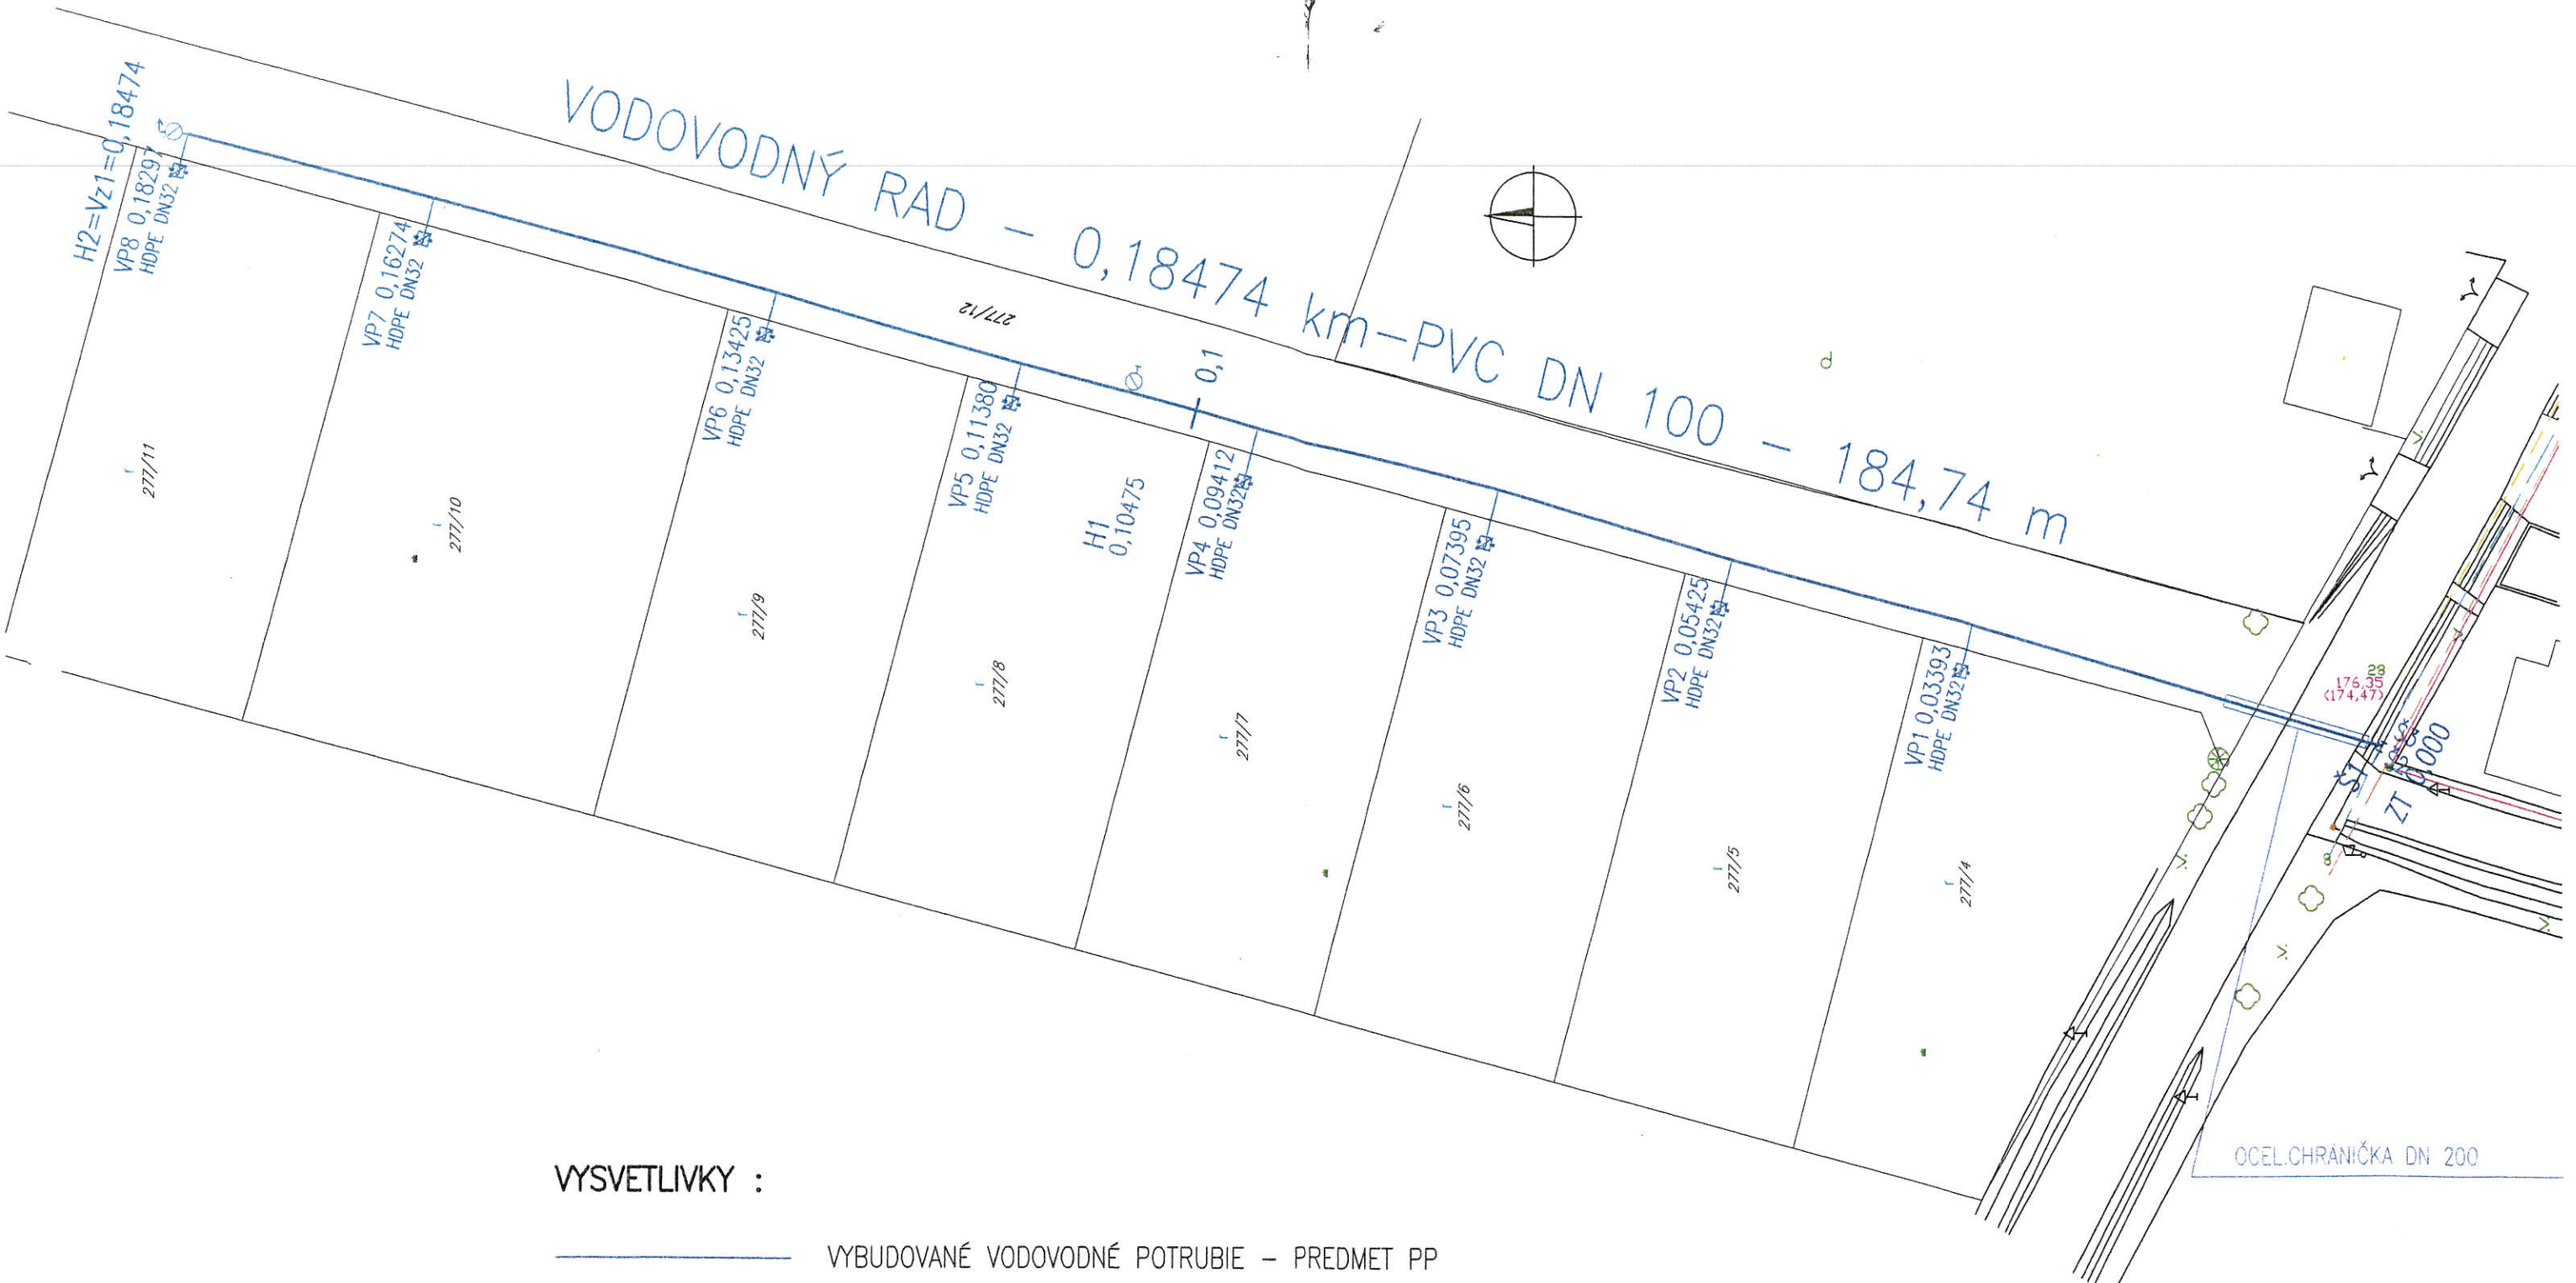 VODOVODNÝ RAD - 0,18474 km-PVC DN 100 - 184,74 m
H2=Vz1=0,18474
VP8 0,18297
HDPE DN32
VP7 0,16274
HDPE DN32
VP6 0,13425
HDPE DN32
VP5 0,11380
HDPE DN32
H1
0,10475
0,1
VP4 0,09412
HDPE DN32
VP3 0,07395
HDPE DN32
VP2 0,05425
HDPE DN32
VP1 0,03393
HDPE DN32
277/12
277/11
277/10
277/9
277/8
277/7
277/6
277/5
277/4
28
176,35
(174,47)
Š1
ZT 0,000
8
OCEL.CHRÁNIČKA DN 200
VYSVETLIVKY :
VYBUDOVANÉ VODOVODNÉ POTRUBIE - PREDMET PP